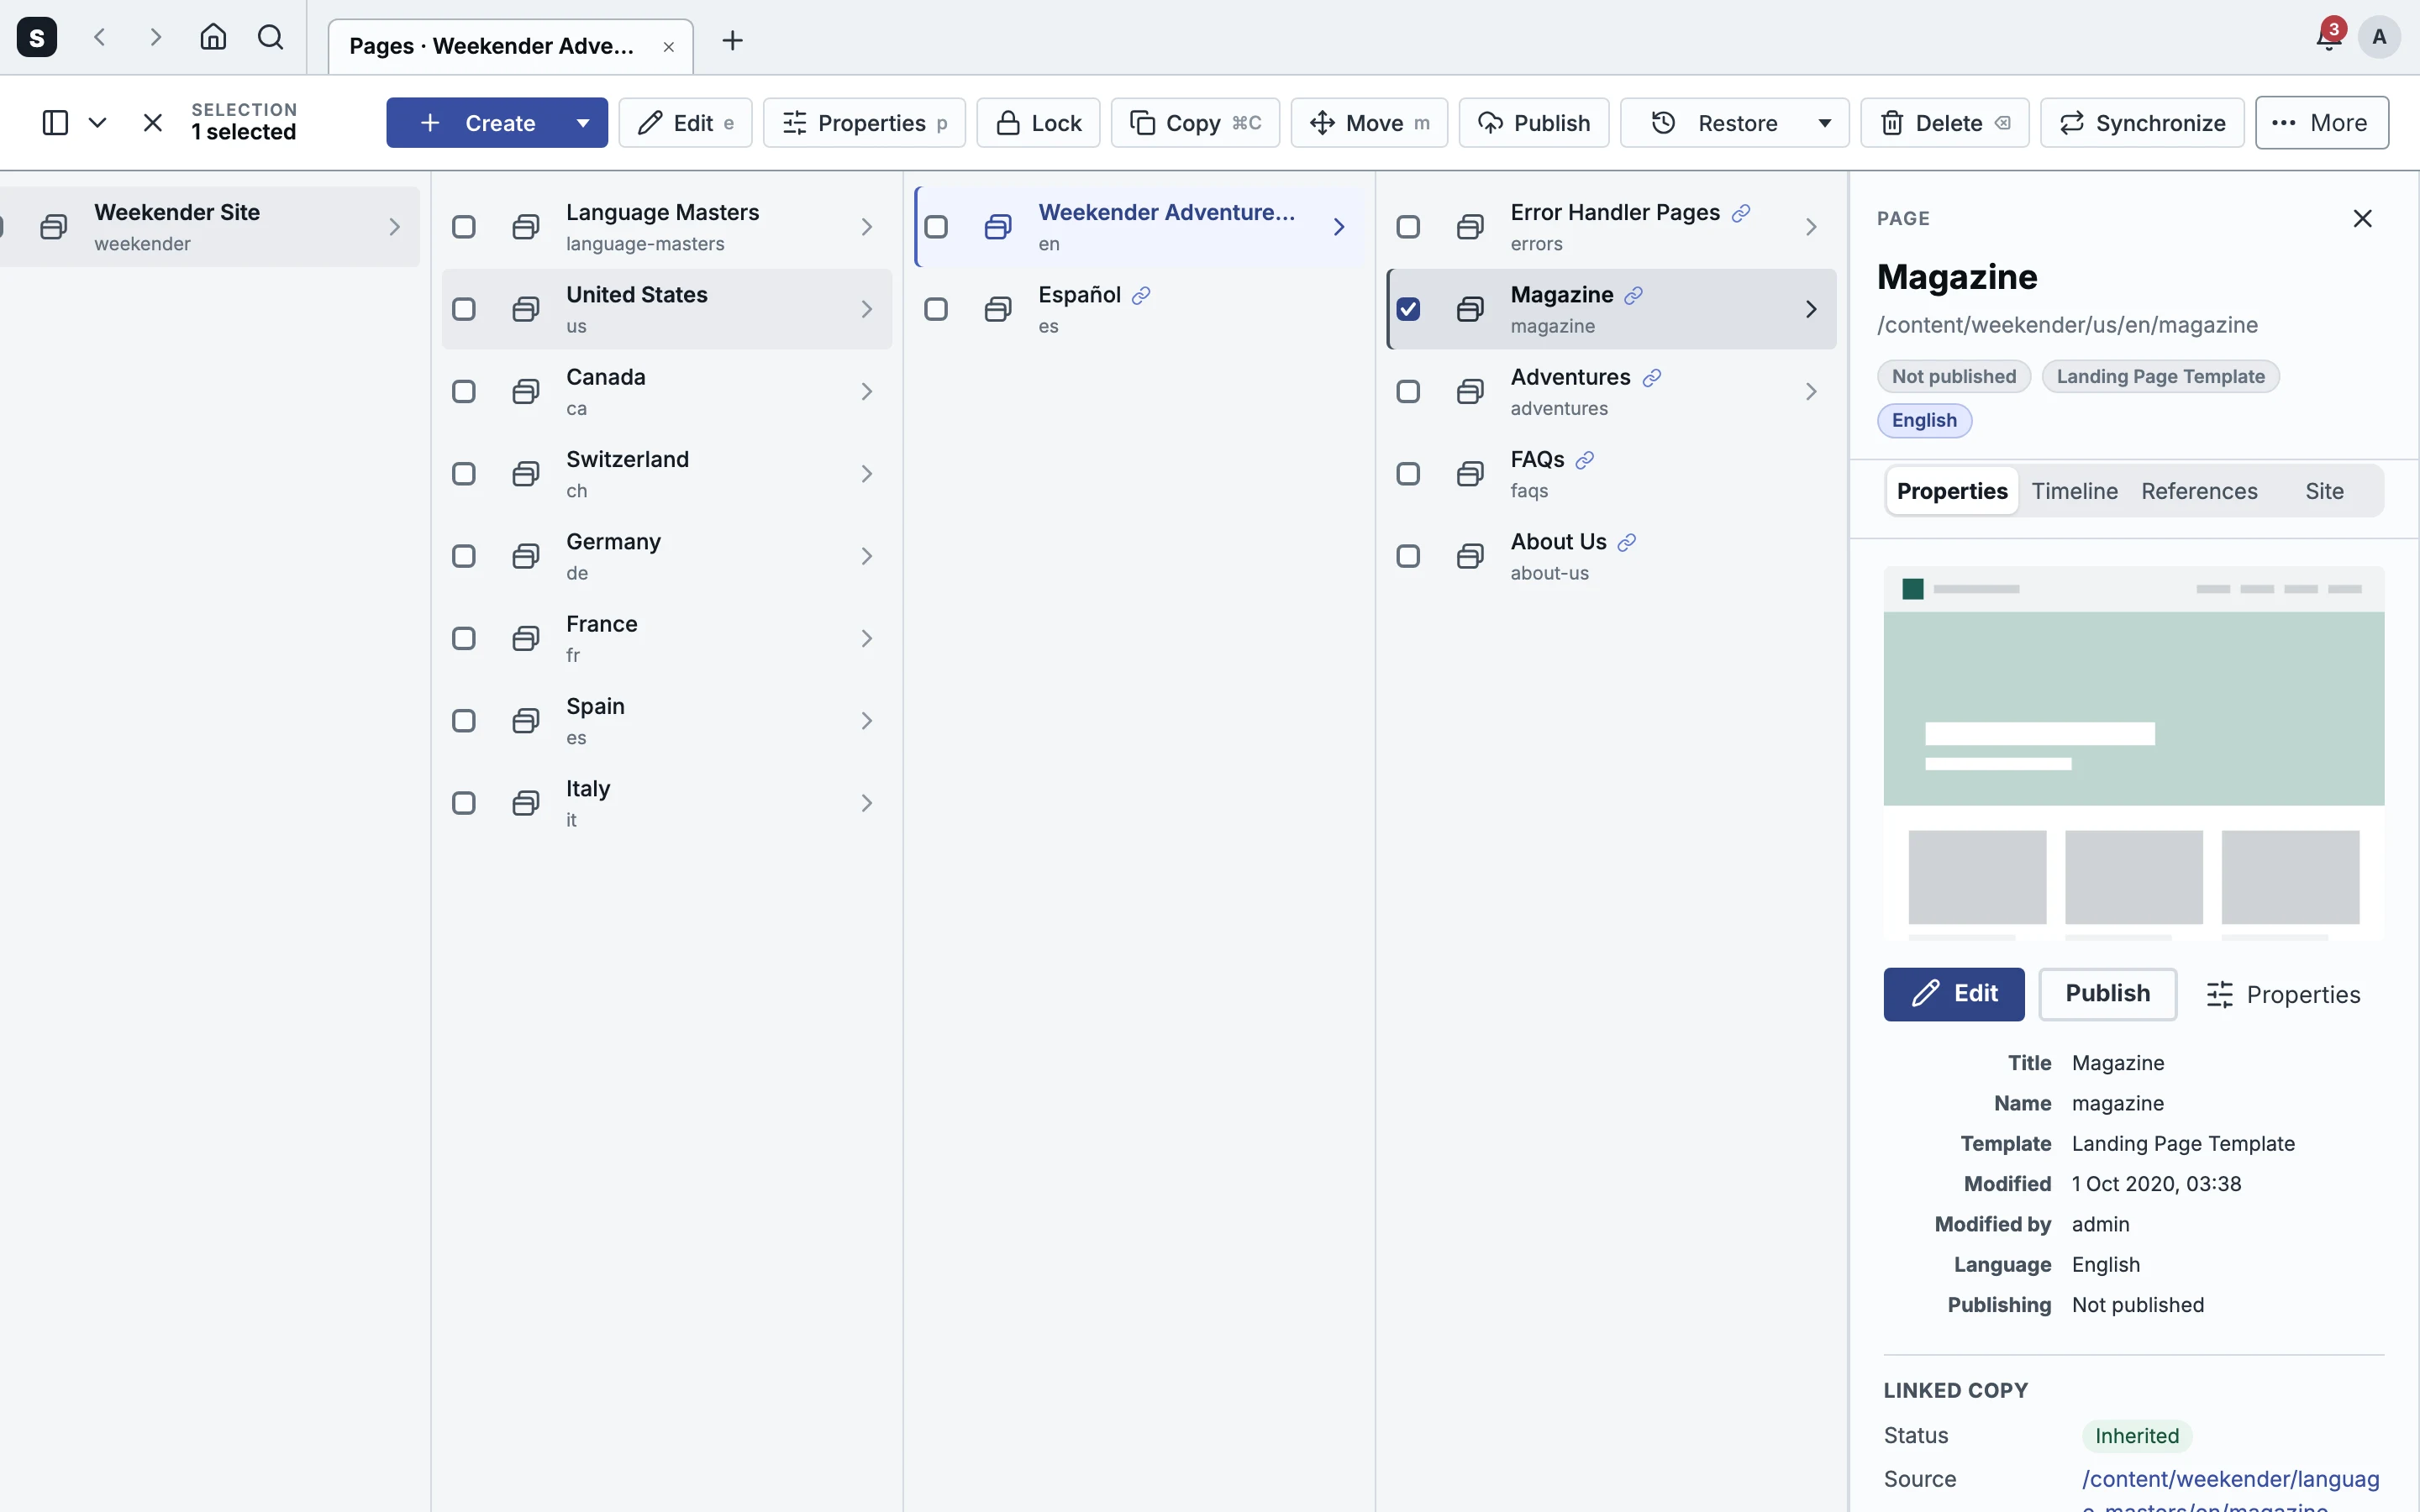 S
Pages · Weekender Adve...
3
A
SELECTION
1 selected
Create
Edit e
Properties p
Lock
Copy ⌘C
Move m
Publish
Restore
Delete ⌫
Synchronize
More
Weekender Site
weekender
Language Masters
language-masters
United States
us
Canada
ca
Switzerland
ch
Germany
de
France
fr
Spain
es
Italy
it
Weekender Adventure...
en
Español
es
Error Handler Pages
errors
Magazine
magazine
Adventures
adventures
FAQs
faqs
About Us
about-us
PAGE
Magazine
/content/weekender/us/en/magazine
Not published
Landing Page Template
English
Properties
Timeline
References
Site
Edit
Publish
Properties
Title Magazine
Name magazine
Template Landing Page Template
Modified 1 Oct 2020, 03:38
Modified by admin
Language English
Publishing Not published
LINKED COPY
Status Inherited
Source /content/weekender/languag
e-masters/en/magazine